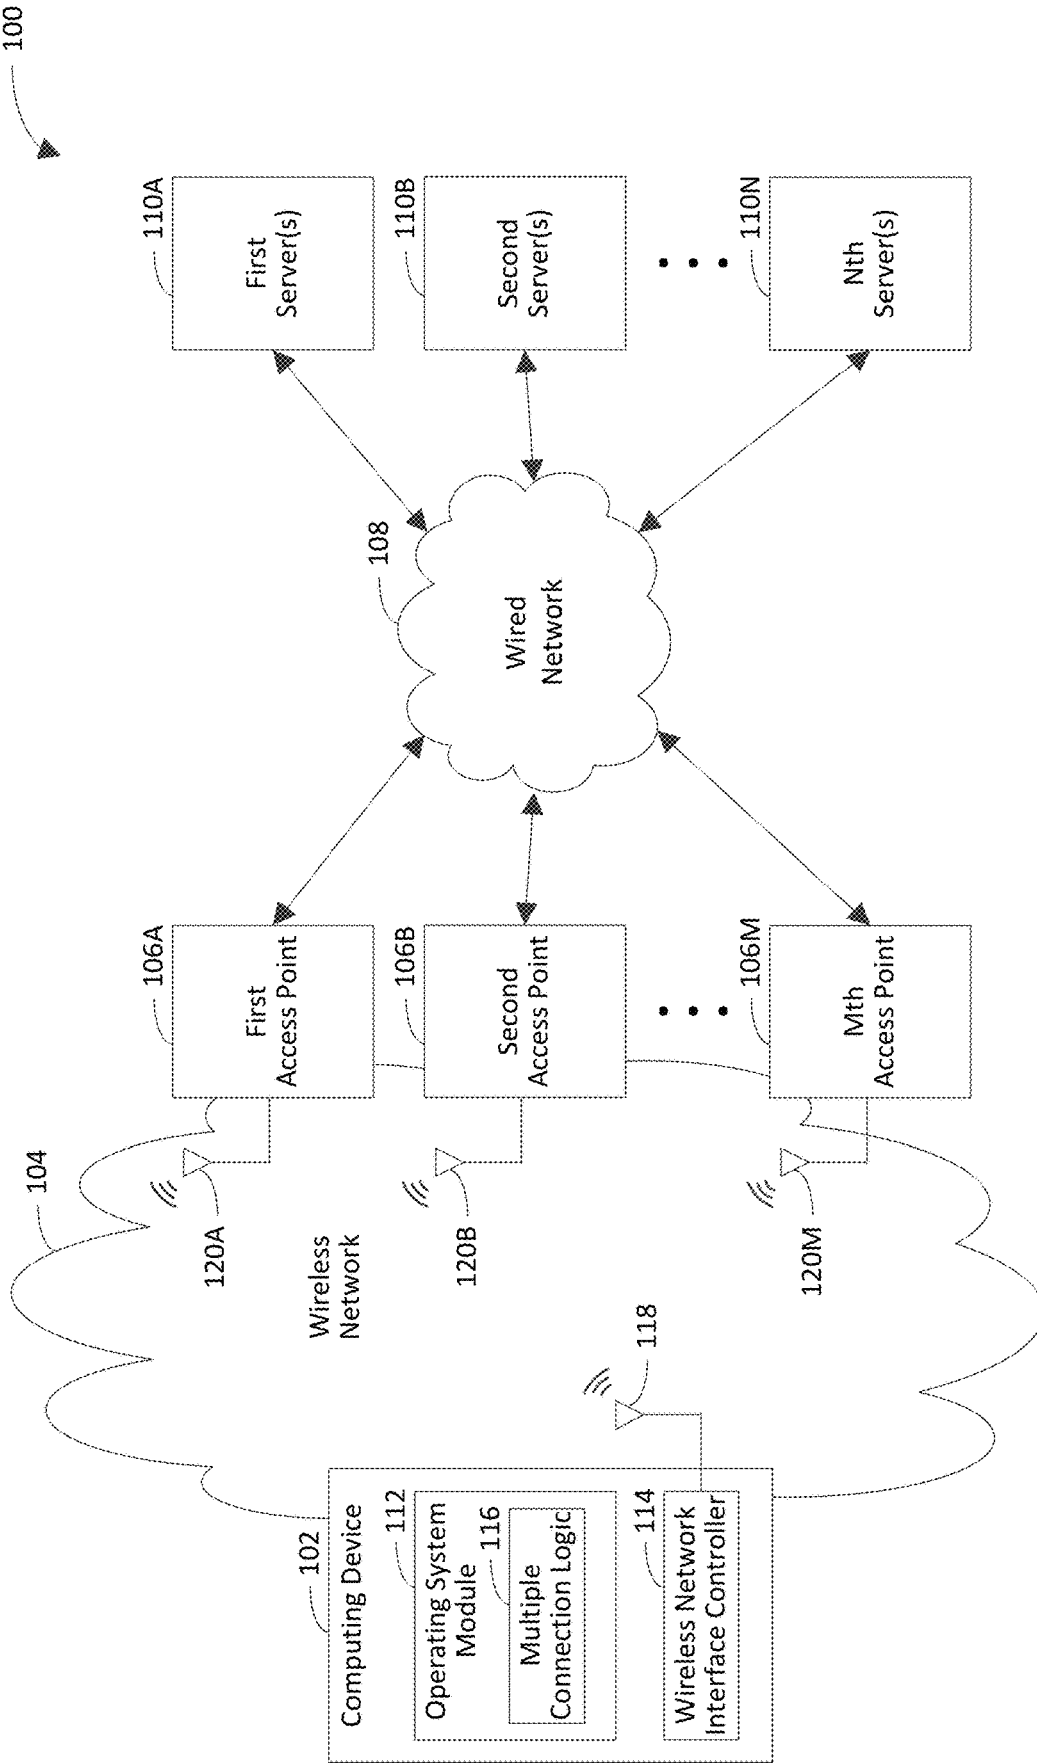 100
102
Computing Device
112
Operating System
Module
116
Multiple
Connection Logic
114
Wireless Network
Interface Controller
118
104
Wireless
Network
120A
120B
120M
106A
First
Access Point
106B
Second
Access Point
106M
Mth
Access Point
108
Wired
Network
110A
First
Server(s)
110B
Second
Server(s)
110N
Nth
Server(s)